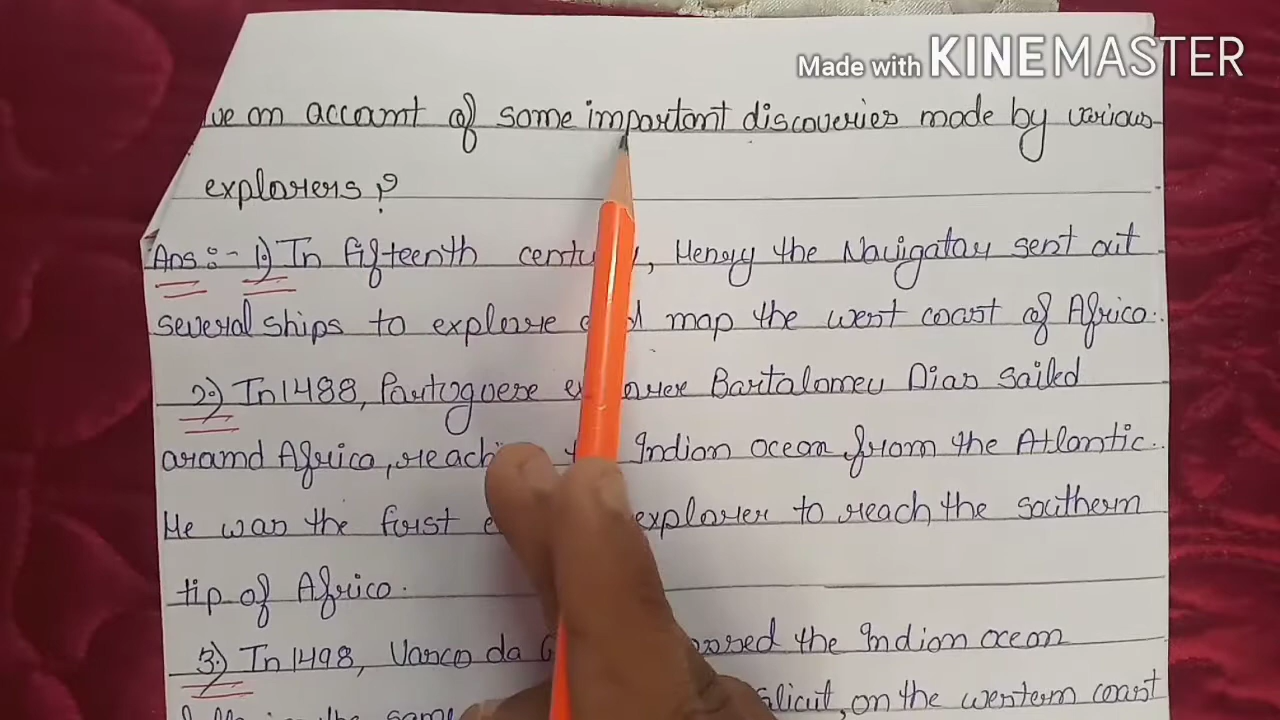 Made with KINEMASTER
ve an account of some important discoveries made by various
explorers?
Ans:- 1) In fifteenth, Henry the Navigator sent out
several ships to explore map the west coast of Africa.
2) In 1488, Portuguese Bartalomeu Dias sailed
around Africa, Indian ocean from the Atlantic.
He was the first explorer to reach the southern
tip of Africa.
3) In 1498, Vasco da the Indian ocean
on the western coast
the same